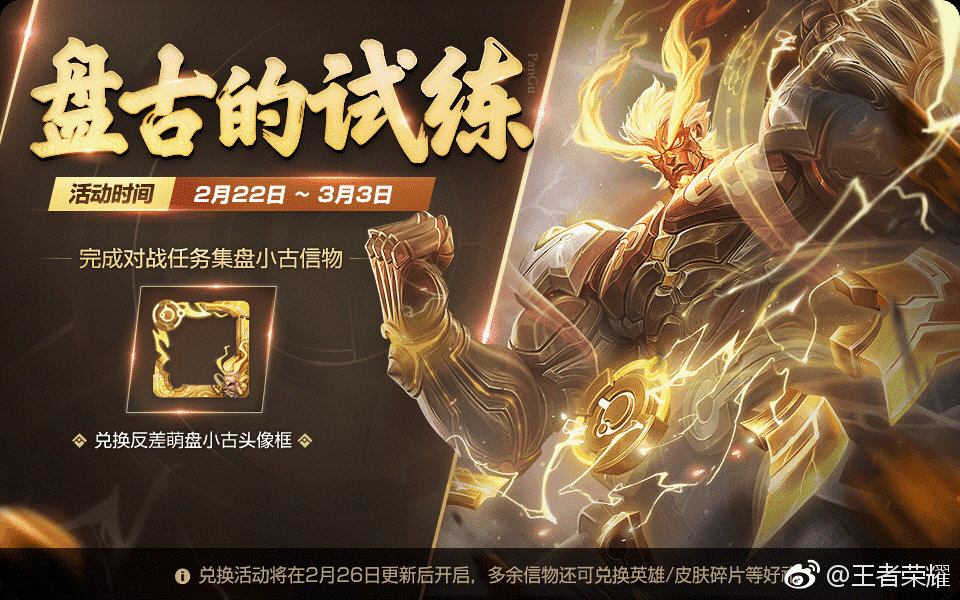 盘古的试炼
PanGu
活动时间 2月22日 ~ 3月3日
完成对战任务集盘小古信物
兑换反差萌盘小古头像框
兑换活动将在2月26日更新后开启，多余信物还可兑换英雄/皮肤碎片等好
@王者荣耀